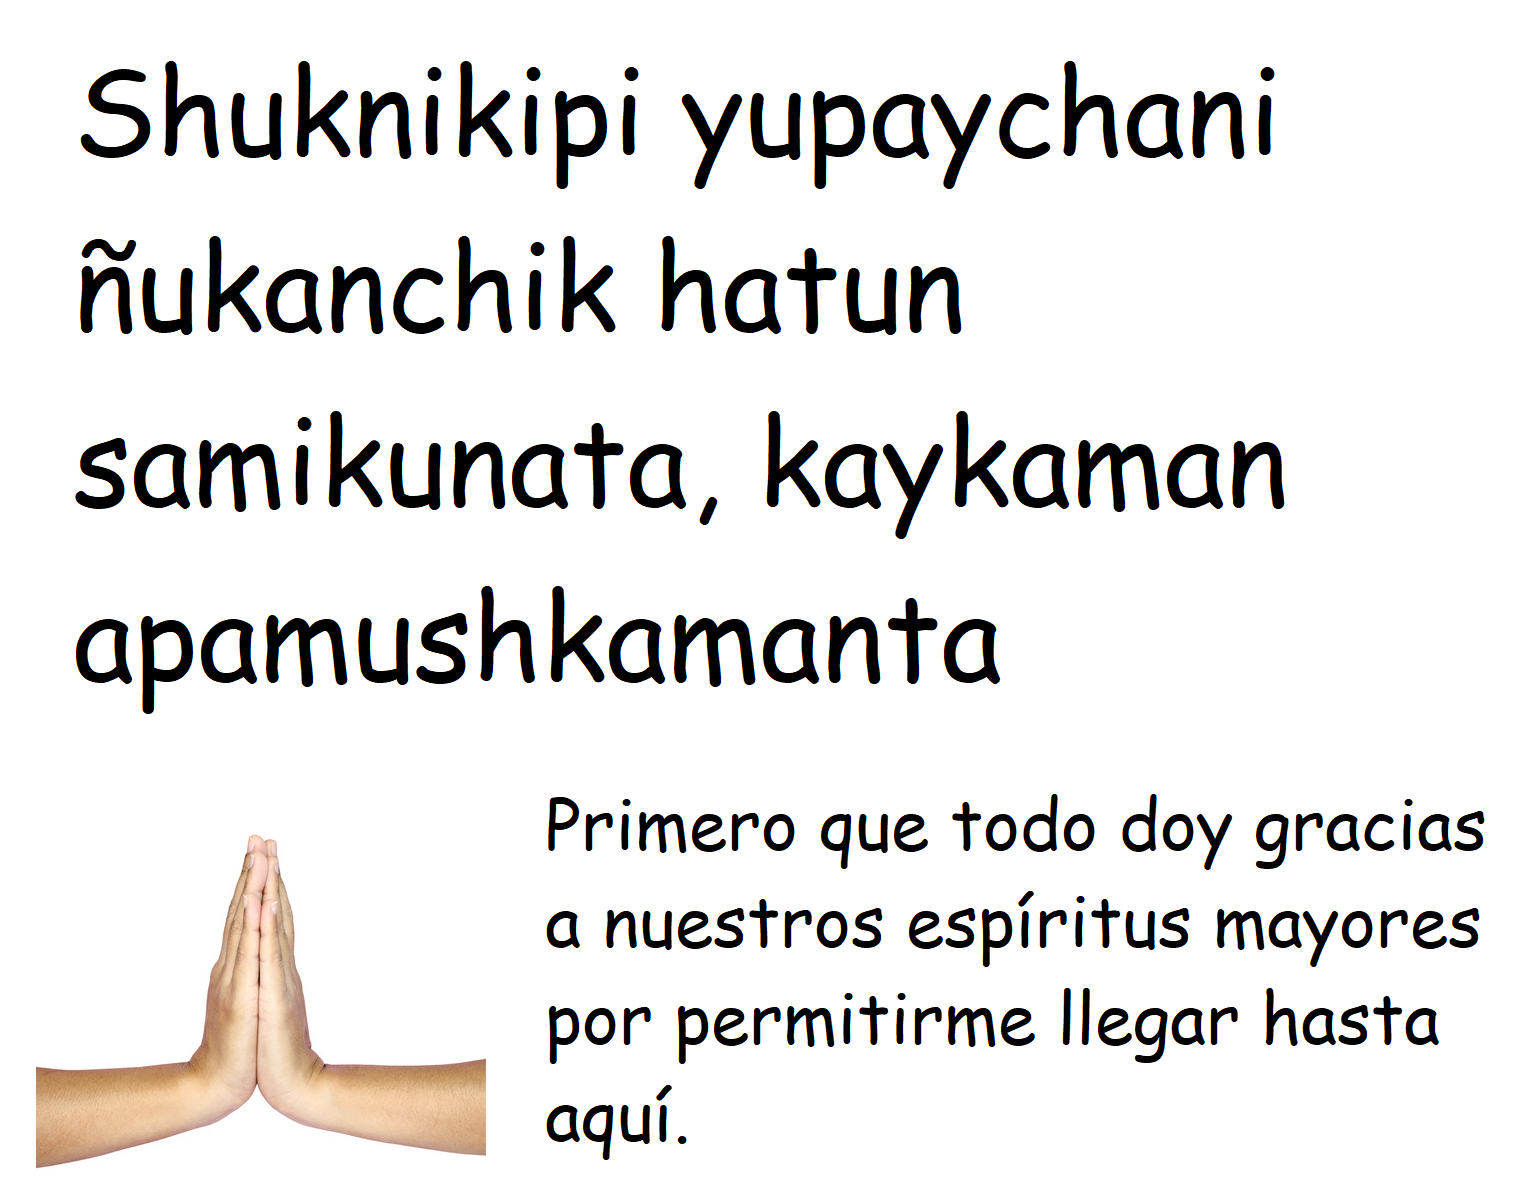 Shuknikipi yupaychani
ñukanchik hatun
samikunata, kaykaman
apamushkamanta
Primero que todo doy gracias
a nuestros espíritus mayores
por permitirme llegar hasta
aquí.